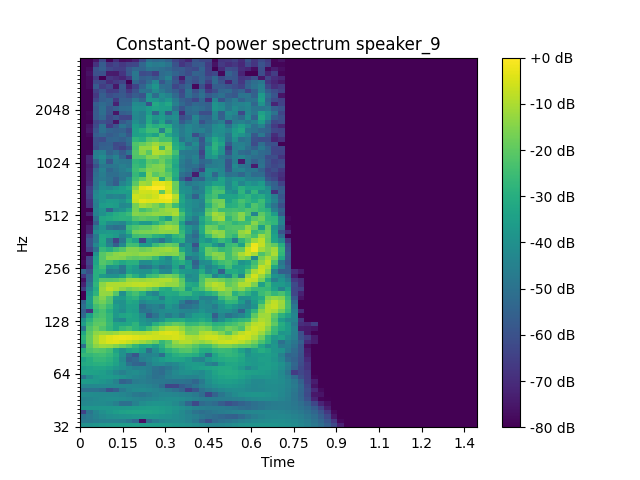 Constant-Q power spectrum speaker_9
+0 dB
-10 dB
-20 dB
-30 dB
-40 dB
-50 dB
-60 dB
-70 dB
-80 dB
Hz
2048
1024
512
256
128
64
32
0 0.15 0.3 0.45 0.6 0.75 0.9 1.1 1.2 1.4
Time